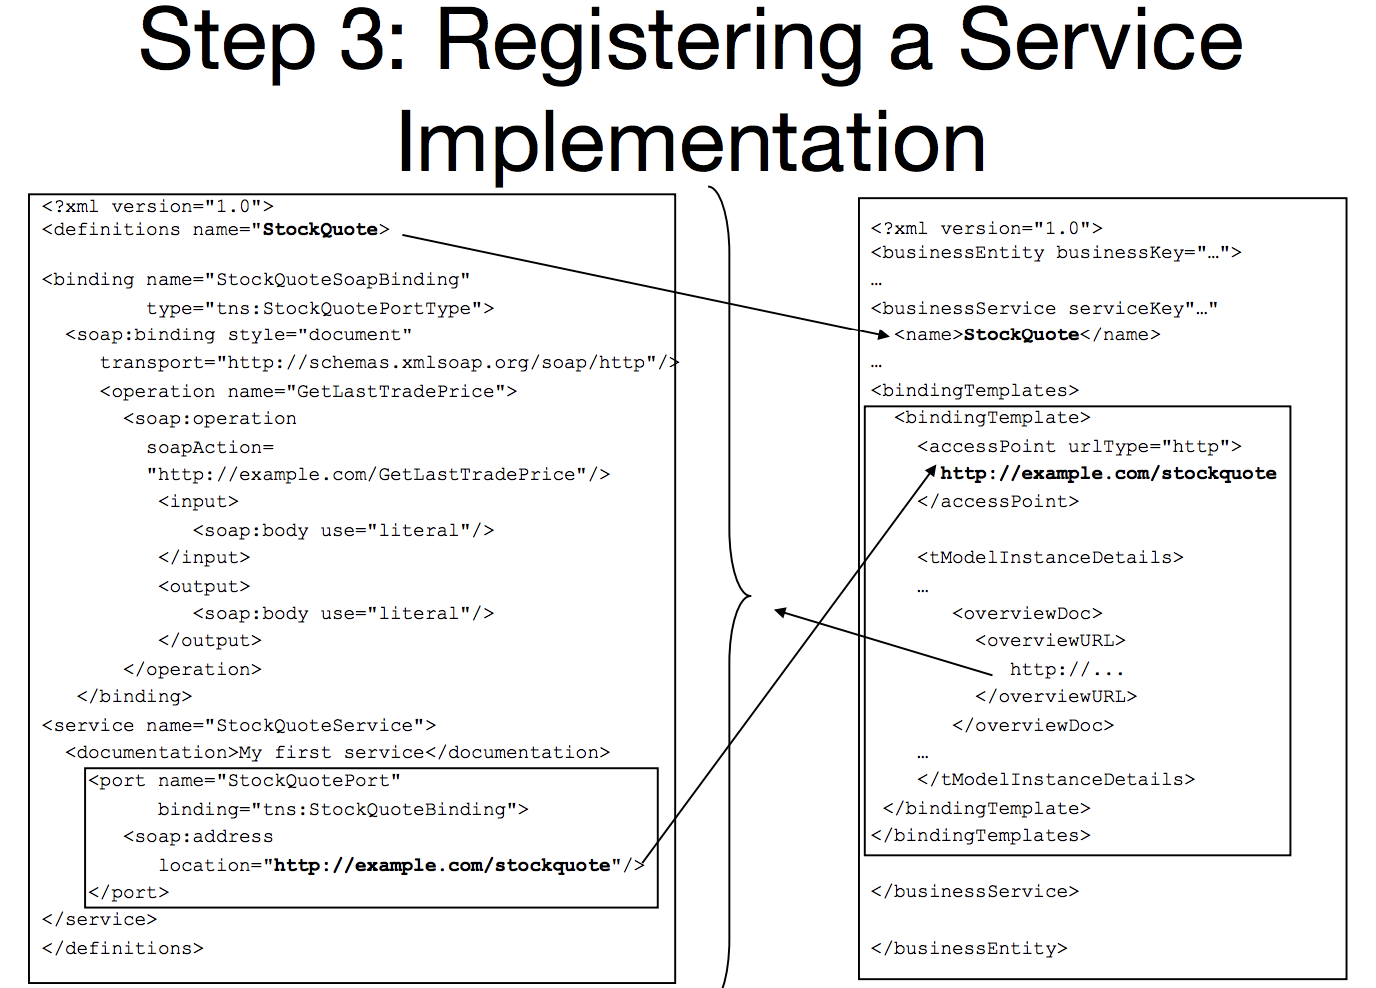 Step 3: Registering a Service
Implementation
<?xml version="1.0">
<definitions name="StockQuote>
<binding name="StockQuoteSoapBinding"
type="tns:StockQuotePortType">
<soap:binding style="document"
transport="http://schemas.xmlsoap.org/soap/http"/>
<operation name="GetLastTradePrice">
<soap:operation
soapAction=
"http://example.com/GetLastTradePrice"/>
<input>
<soap:body use="literal"/>
</input>
<output>
<soap:body use="literal"/>
</output>
</operation>
</binding>
<service name="StockQuoteService">
<documentation>My first service</documentation>
<port name="StockQuotePort"
binding="tns:StockQuoteBinding">
<soap:address
location="http://example.com/stockquote"/>
</port>
</service>
</definitions>
<?xml version="1.0">
<businessEntity businessKey="…">
…
<businessService serviceKey"…"
<name>StockQuote</name>
…
<bindingTemplates>
<bindingTemplate>
<accessPoint urlType="http">
http://example.com/stockquote
</accessPoint>
<tModelInstanceDetails>
…
<overviewDoc>
<overviewURL>
http://...
</overviewURL>
</overviewDoc>
…
</tModelInstanceDetails>
</bindingTemplate>
</bindingTemplates>
</businessService>
</businessEntity>